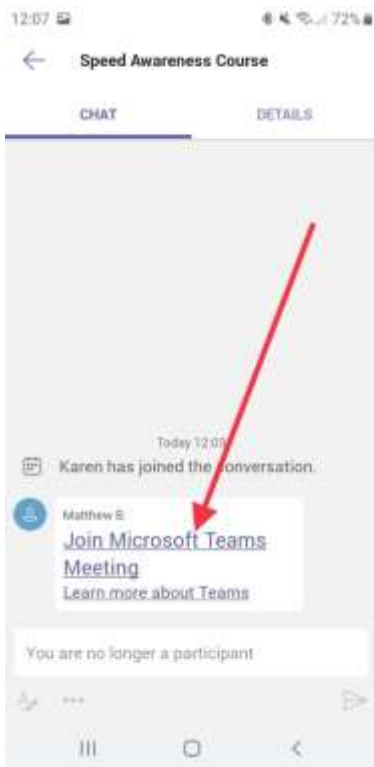 12:07 72%
Speed Awareness Course
CHAT DETAILS
Today 12:03
Karen has joined the conversation.
Matthew B.
Join Microsoft Teams
Meeting
Learn more about Teams
You are no longer a participant